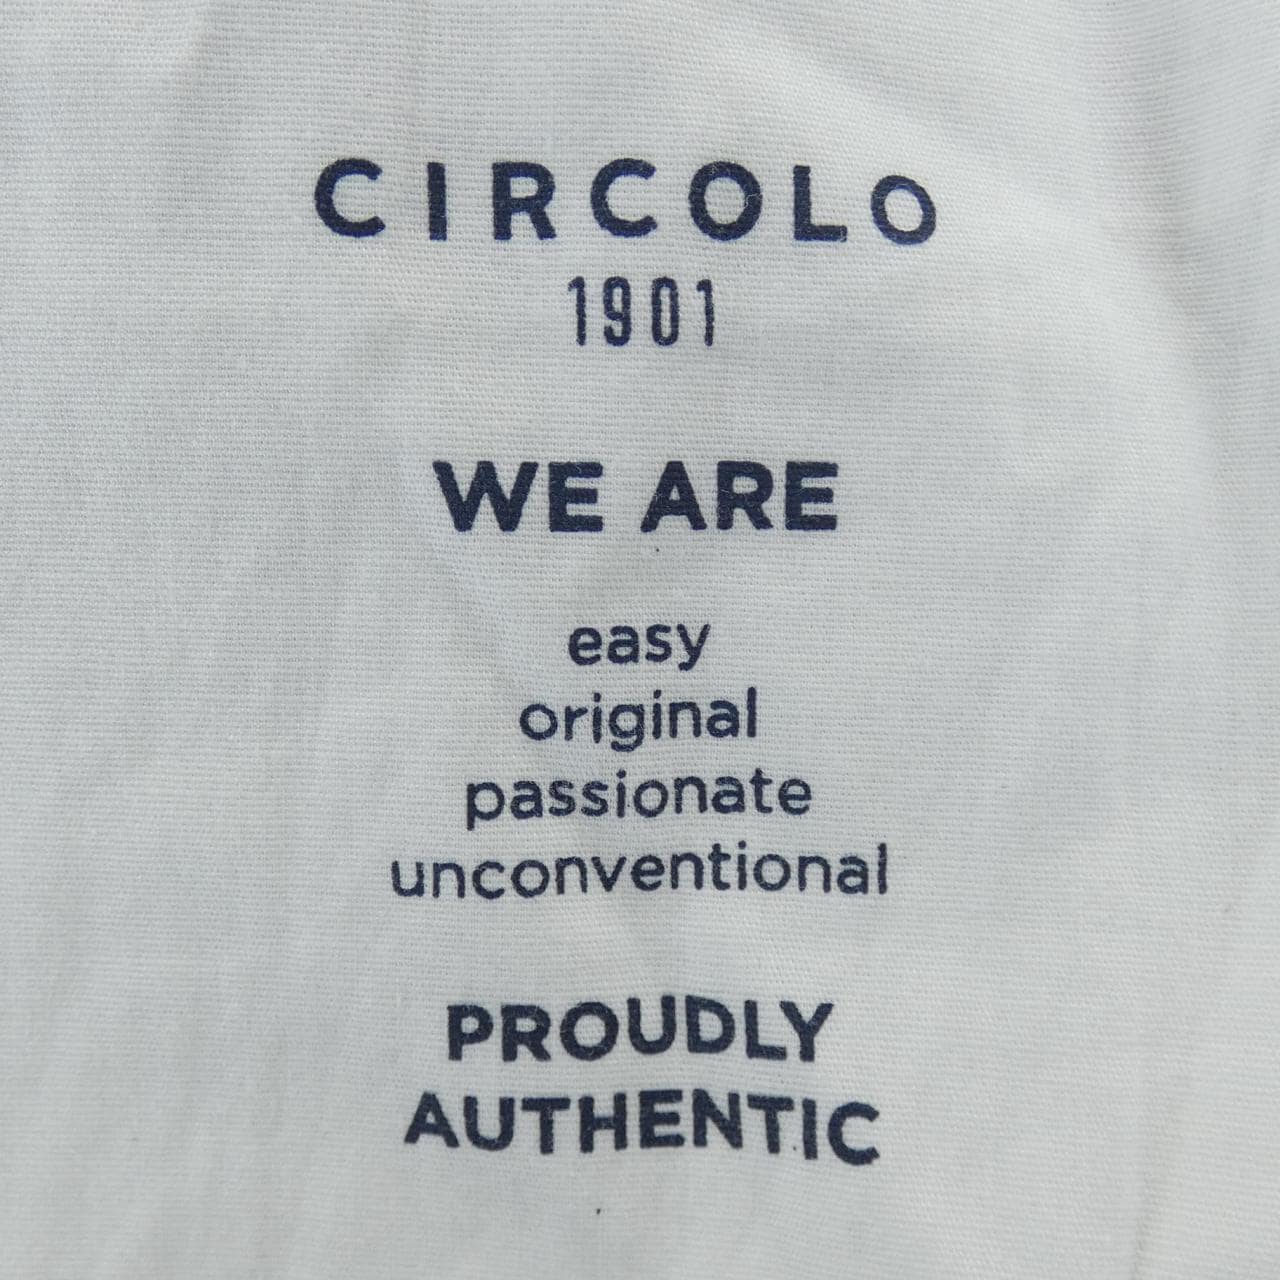 CIRCOLO
1901
WE ARE
easy
original
passionate
unconventional
PROUDLY
AUTHENTIC